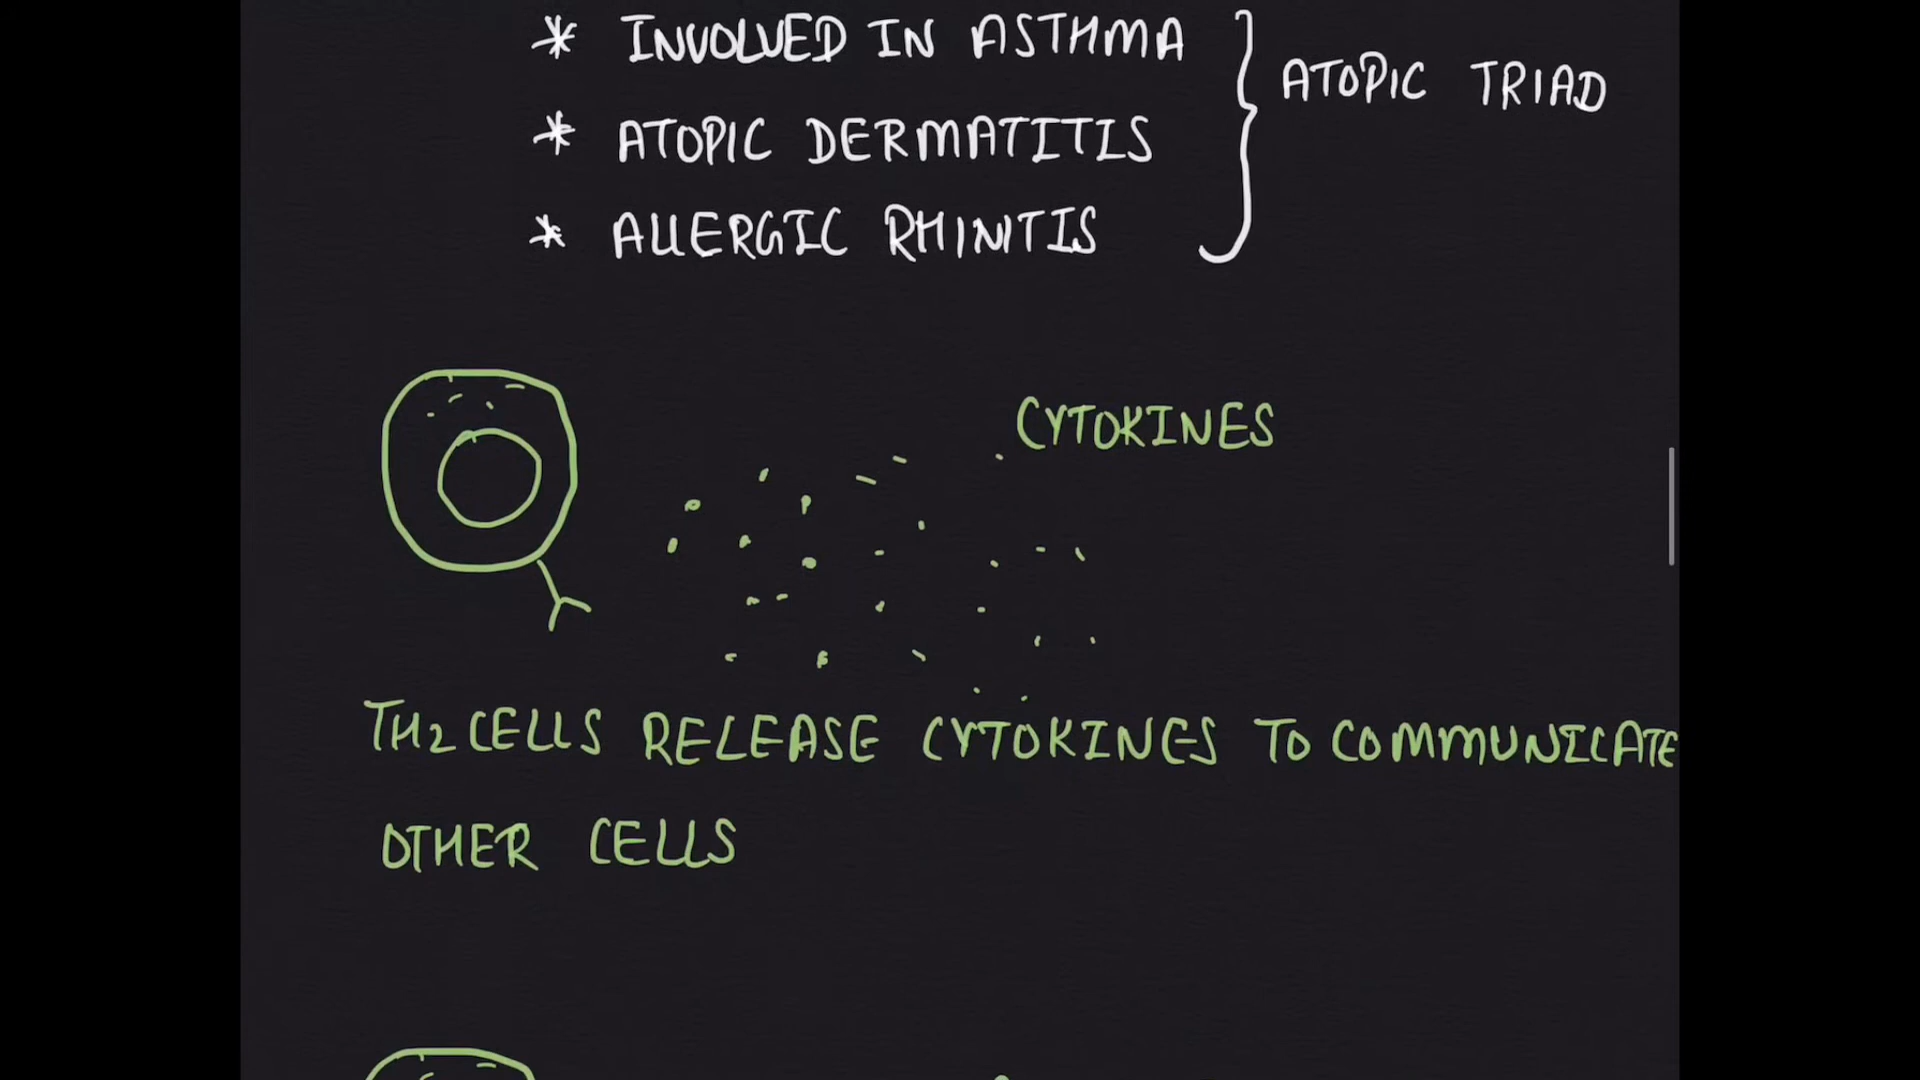 * INVOLVED IN ASTHMA
* ATOPIC DERMATITIS
* ALLERGIC RHINITIS
ATOPIC TRIAD
CYTOKINES
TH2 CELLS RELEASE CYTOKINES TO COMMUNICATE
OTHER CELLS